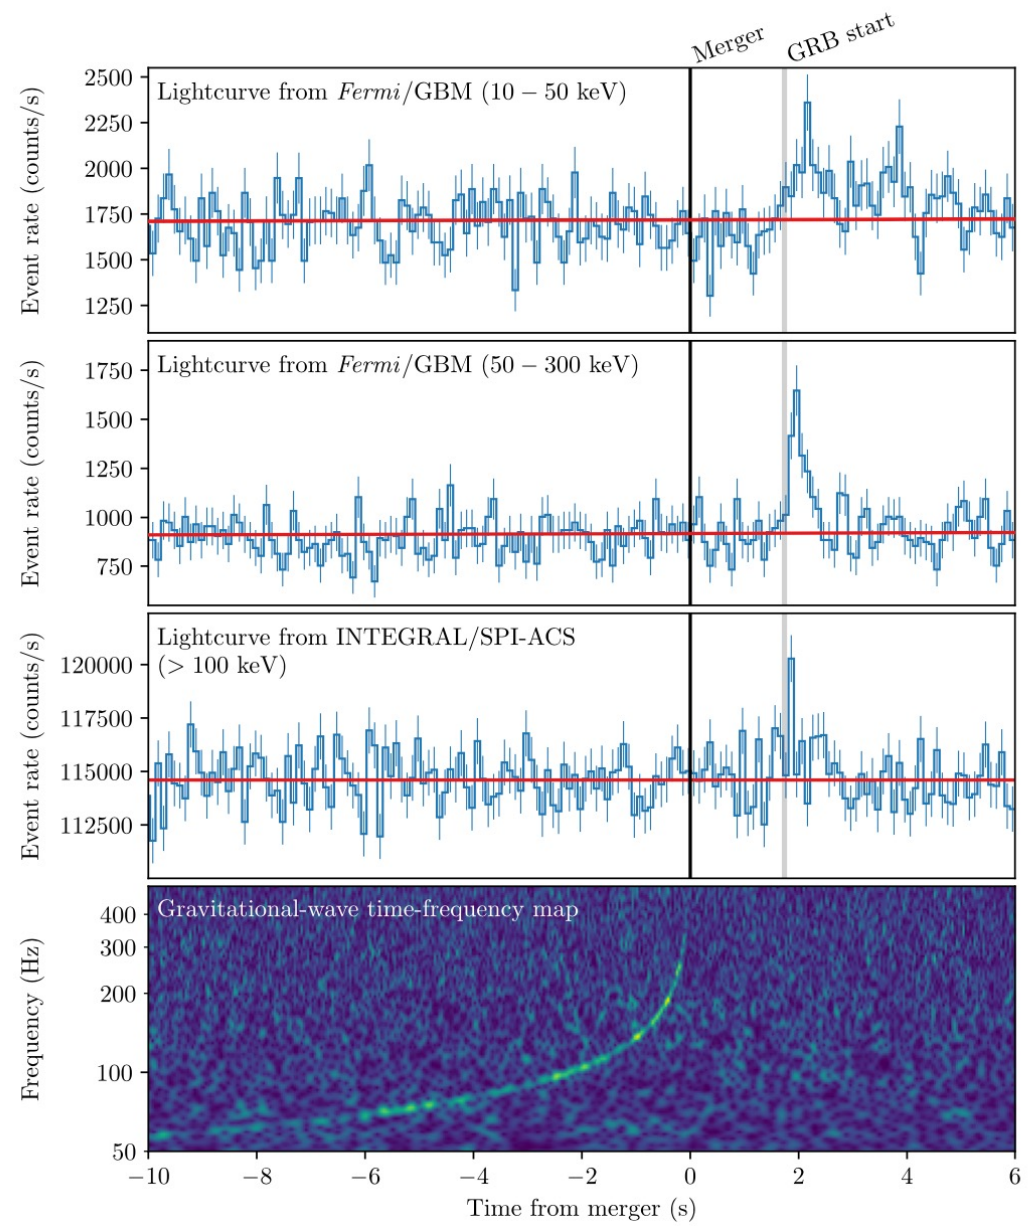 Merger
GRB start
Lightcurve from Fermi/GBM (10 − 50 keV)
Event rate (counts/s)
2500
2250
2000
1750
1500
1250
Lightcurve from Fermi/GBM (50 − 300 keV)
Event rate (counts/s)
1750
1500
1250
1000
750
Lightcurve from INTEGRAL/SPI-ACS
(> 100 keV)
Event rate (counts/s)
120000
117500
115000
112500
Gravitational-wave time-frequency map
Frequency (Hz)
400
300
200
100
50
−10 −8 −6 −4 −2 0 2 4 6
Time from merger (s)